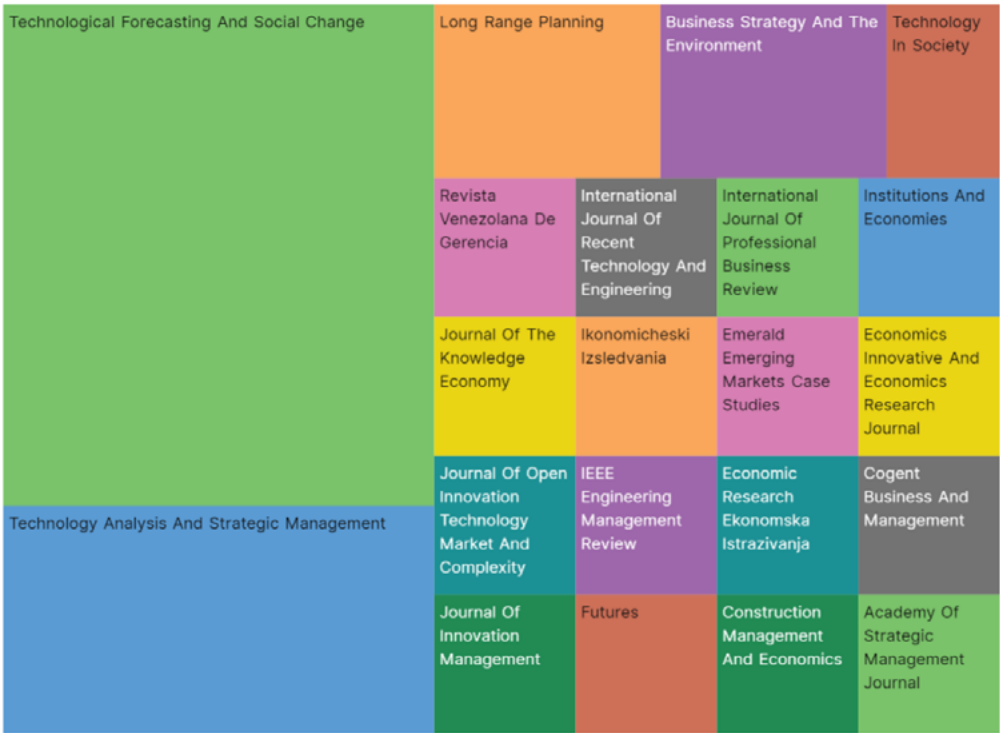 Technological Forecasting And Social Change
Long Range Planning
Business Strategy And The
Environment
Technology
In Society
Revista
Venezolana De
Gerencia
International
Journal Of
Recent
Technology And
Engineering
International
Journal Of
Professional
Business
Review
Institutions And
Economies
Journal Of The
Knowledge
Economy
Ikonomicheski
Izsledvania
Emerald
Emerging
Markets Case
Studies
Economics
Innovative And
Economics
Research
Journal
Technology Analysis And Strategic Management
Journal Of Open
Innovation
Technology
Market And
Complexity
IEEE
Engineering
Management
Review
Economic
Research
Ekonomska
Istrazivanja
Cogent
Business And
Management
Journal Of
Innovation
Management
Futures
Construction
Management
And Economics
Academy Of
Strategic
Management
Journal